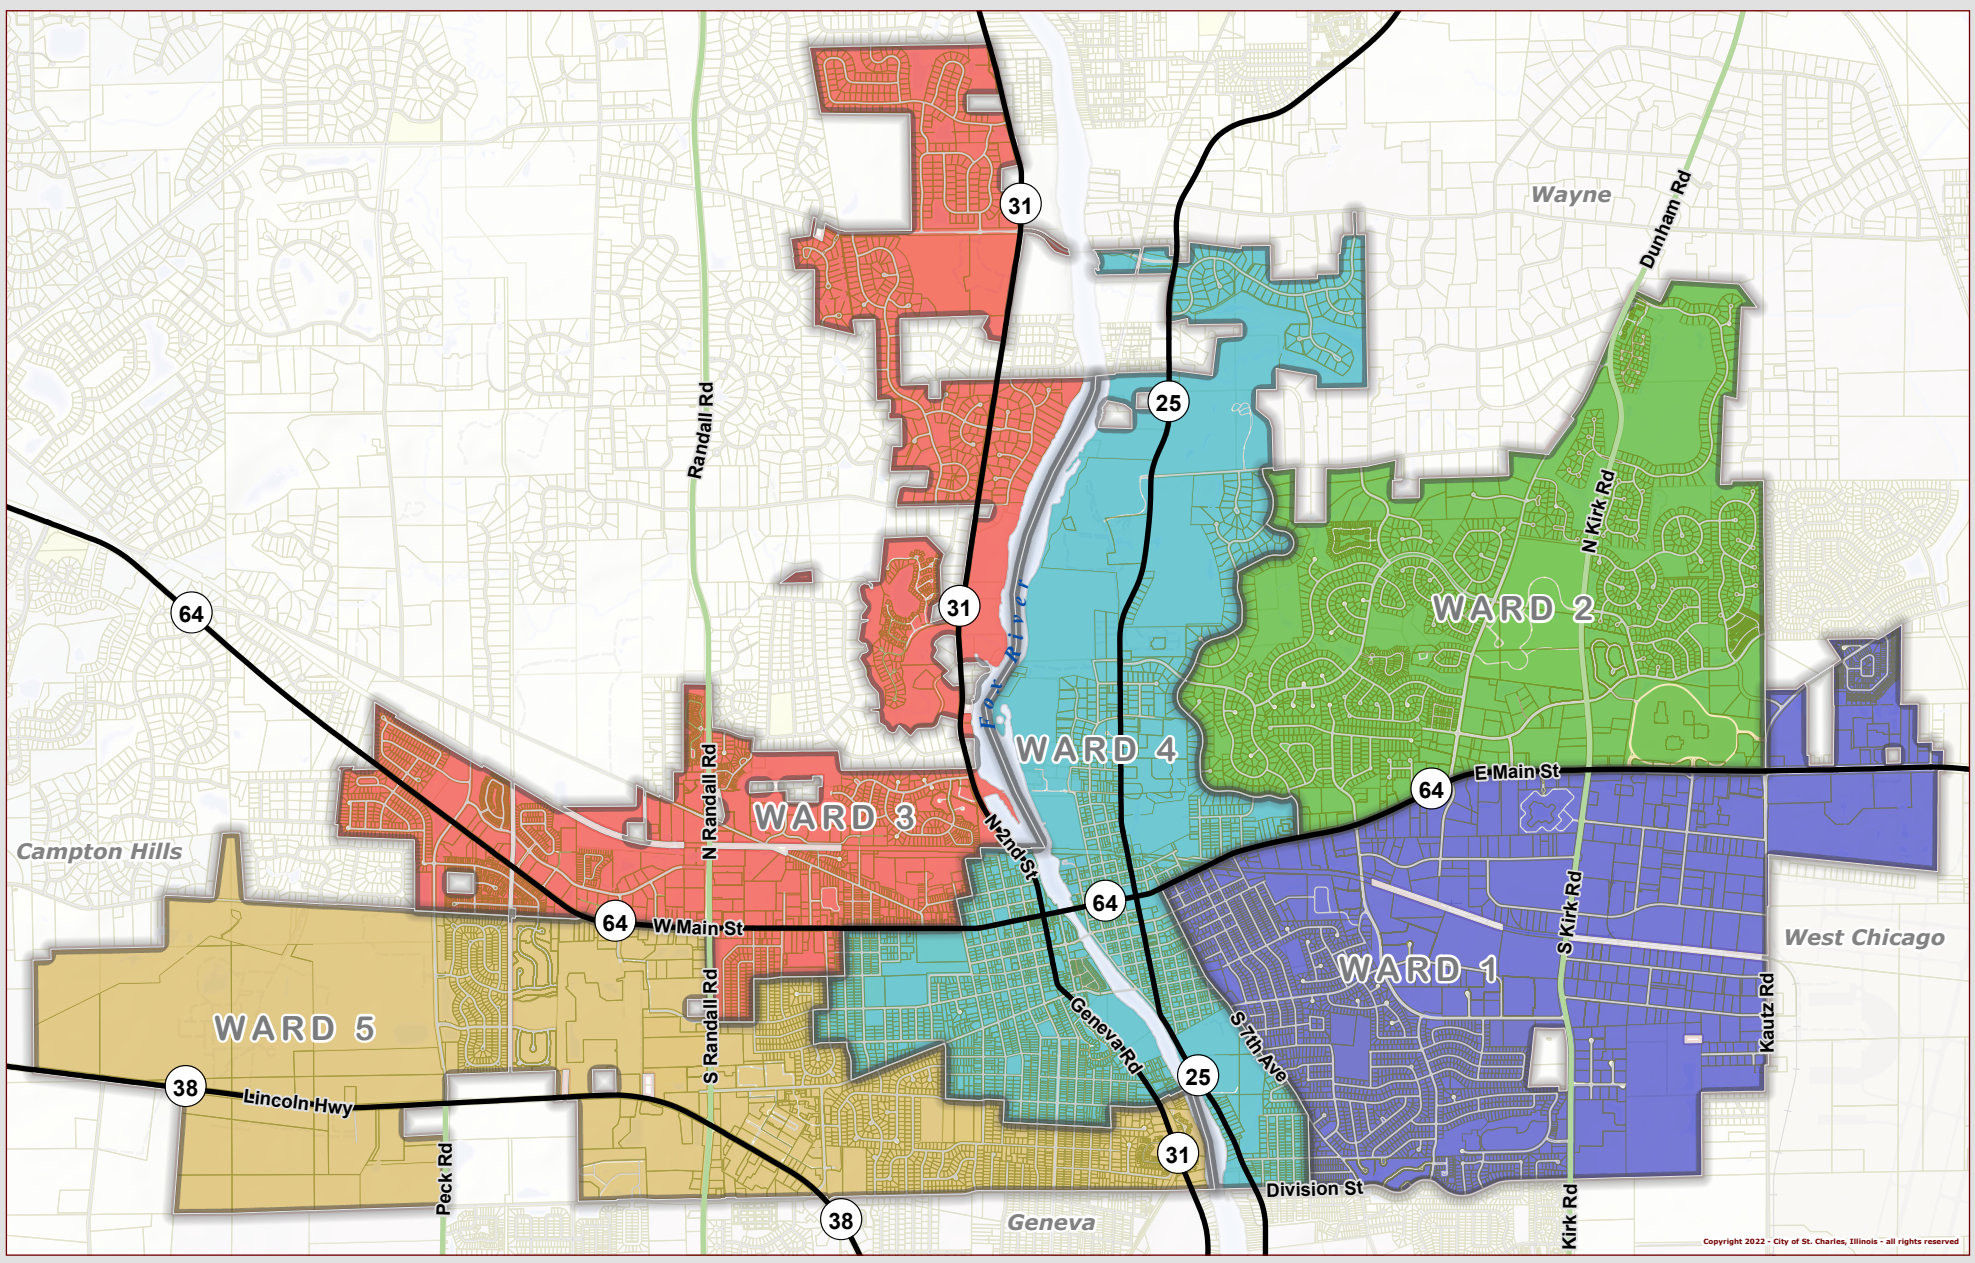 31
Wayne
Dunham Rd
25
Randall Rd
N Kirk Rd
64
31
Fox River
WARD 2
WARD 4
E Main St
64
N Randall Rd
WARD 3
N 2nd St
Campton Hills
64
64
W Main St
S Kirk Rd
West Chicago
WARD 1
S Randall Rd
Kautz Rd
WARD 5
Geneva Rd
S 7th Ave
25
38
Lincoln Hwy
Peck Rd
31
Division St
Kirk Rd
38
Geneva
Copyright 2022 - City of St. Charles, Illinois - all rights reserved